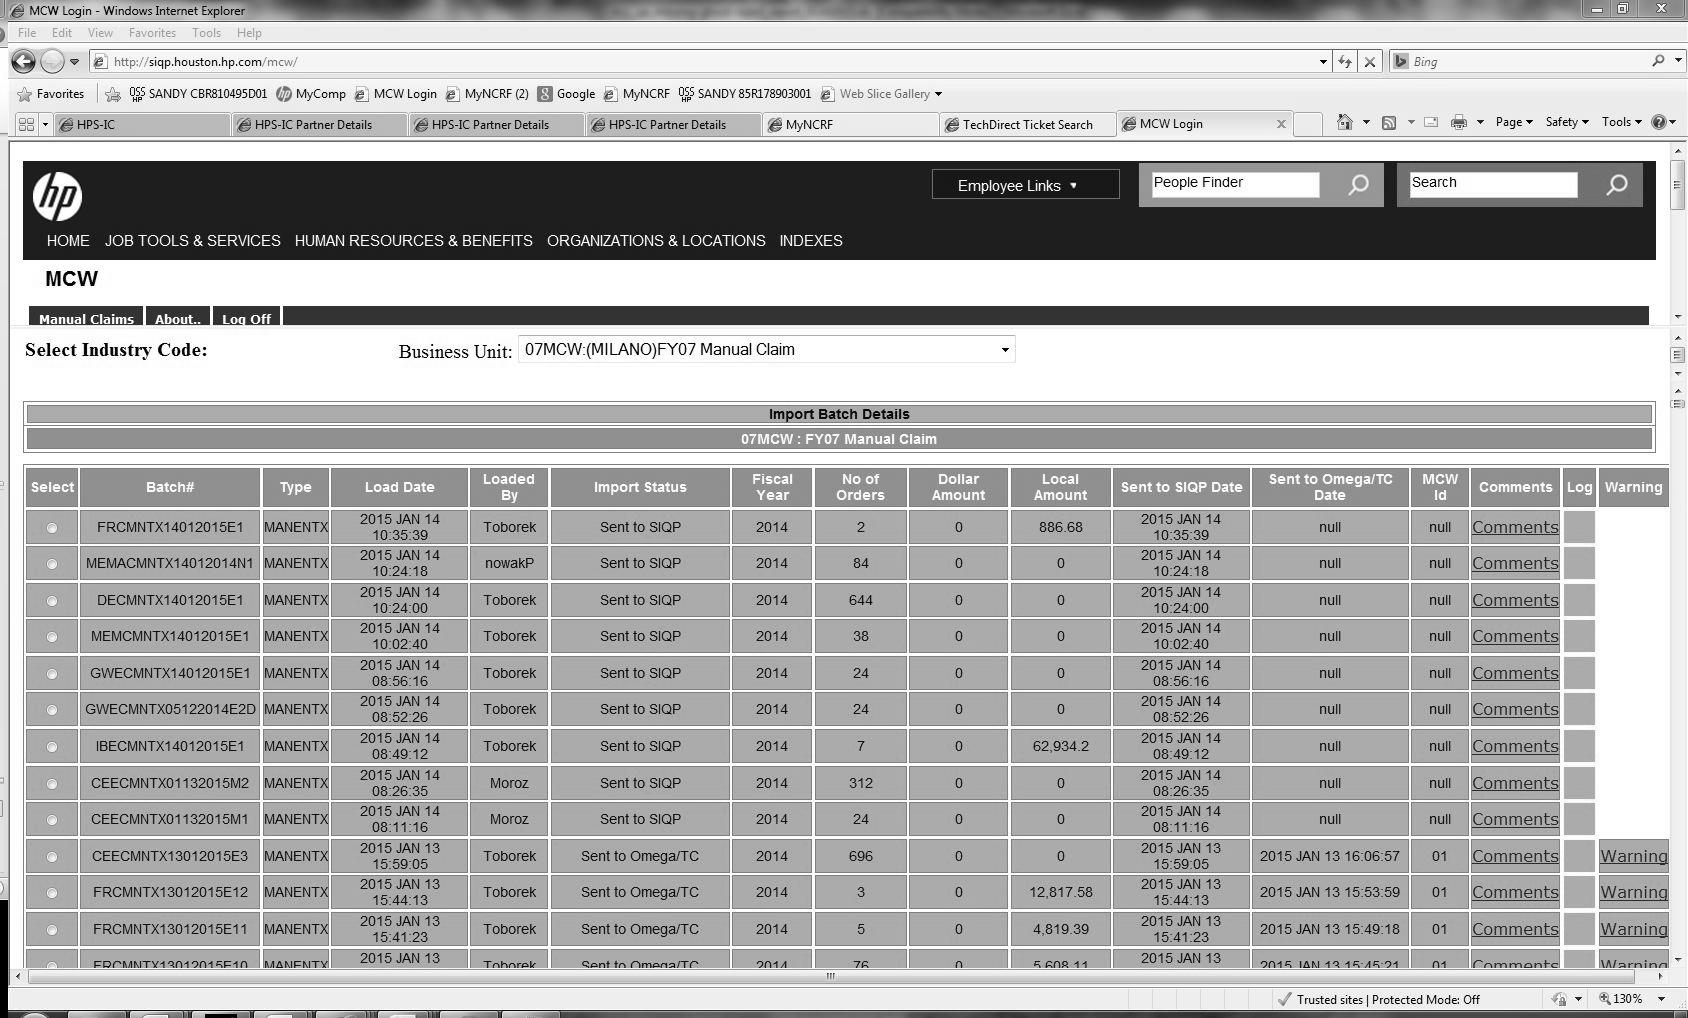 MCW Login - Windows Internet Explorer
File Edit View Favorites Tools Help
http://siqp.houston.hp.com/mcw/
Bing
Favorites SANDY CBR810495D01 MyComp MCW Login MyNCRF (2) Google MyNCRF SANDY 85R178903001 Web Slice Gallery
HPS-IC HPS-IC Partner Details HPS-IC Partner Details HPS-IC Partner Details MyNCRF TechDirect Ticket Search MCW Login Page Safety Tools
hp Employee Links People Finder Search
HOME JOB TOOLS & SERVICES HUMAN RESOURCES & BENEFITS ORGANIZATIONS & LOCATIONS INDEXES
MCW
Manual Claims About.. Log Off
Select Industry Code: Business Unit: 07MCW:(MILANO)FY07 Manual Claim
Import Batch Details
07MCW : FY07 Manual Claim
Select Batch# Type Load Date Loaded By Import Status Fiscal Year No of Orders Dollar Amount Local Amount Sent to SIQP Date Sent to Omega/TC Date MCW Id Comments Log Warning
FRCMNTX14012015E1 MANENTX 2015 JAN 14 10:35:39 Toborek Sent to SIQP 2014 2 0 886.68 2015 JAN 14 10:35:39 null null Comments
MEMACMNTX14012014N1 MANENTX 2015 JAN 14 10:24:18 nowakP Sent to SIQP 2014 84 0 0 2015 JAN 14 10:24:18 null null Comments
DECMNTX14012015E1 MANENTX 2015 JAN 14 10:24:00 Toborek Sent to SIQP 2014 644 0 0 2015 JAN 14 10:24:00 null null Comments
MEMCMNTX14012015E1 MANENTX 2015 JAN 14 10:02:40 Toborek Sent to SIQP 2014 38 0 0 2015 JAN 14 10:02:40 null null Comments
GWECMNTX14012015E1 MANENTX 2015 JAN 14 08:56:16 Toborek Sent to SIQP 2014 24 0 0 2015 JAN 14 08:56:16 null null Comments
GWECMNTX05122014E2D MANENTX 2015 JAN 14 08:52:26 Toborek Sent to SIQP 2014 24 0 0 2015 JAN 14 08:52:26 null null Comments
IBECMNTX14012015E1 MANENTX 2015 JAN 14 08:49:12 Toborek Sent to SIQP 2014 7 0 62,934.2 2015 JAN 14 08:49:12 null null Comments
CEECMNTX01132015M2 MANENTX 2015 JAN 14 08:26:35 Moroz Sent to SIQP 2014 312 0 0 2015 JAN 14 08:26:35 null null Comments
CEECMNTX01132015M1 MANENTX 2015 JAN 14 08:11:16 Moroz Sent to SIQP 2014 24 0 0 2015 JAN 14 08:11:16 null null Comments
CEECMNTX13012015E3 MANENTX 2015 JAN 13 15:59:05 Toborek Sent to Omega/TC 2014 696 0 0 2015 JAN 13 15:59:05 2015 JAN 13 16:06:57 01 Comments Warning
FRCMNTX13012015E12 MANENTX 2015 JAN 13 15:44:13 Toborek Sent to Omega/TC 2014 3 0 12,817.58 2015 JAN 13 15:44:13 2015 JAN 13 15:53:59 01 Comments Warning
FRCMNTX13012015E11 MANENTX 2015 JAN 13 15:41:23 Toborek Sent to Omega/TC 2014 5 0 4,819.39 2015 JAN 13 15:41:23 2015 JAN 13 15:49:18 01 Comments Warning
FRCMNTX13012015E10 MANENTX 2015 JAN 13 Toborek Sent to Omega/TC 2014 76 0 5,608.11 2015 JAN 13 2015 JAN 13 15:45:21 01 Comments Warning
Trusted sites | Protected Mode: Off 130%